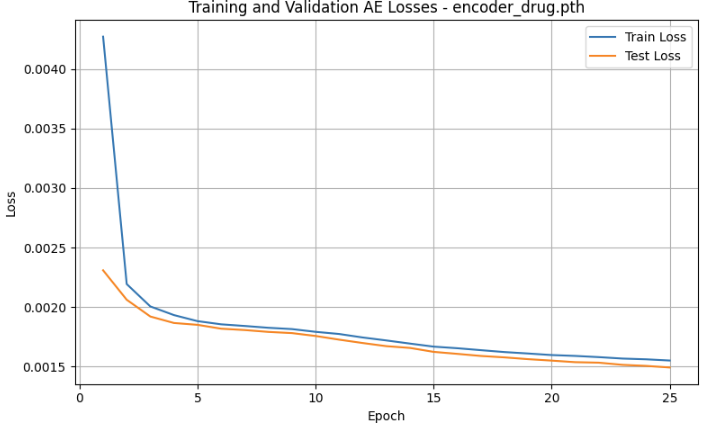 Training and Validation AE Losses - encoder_drug.pth
Train Loss
Test Loss
Loss
0.0040
0.0035
0.0030
0.0025
0.0020
0.0015
0
5
10
15
20
25
Epoch